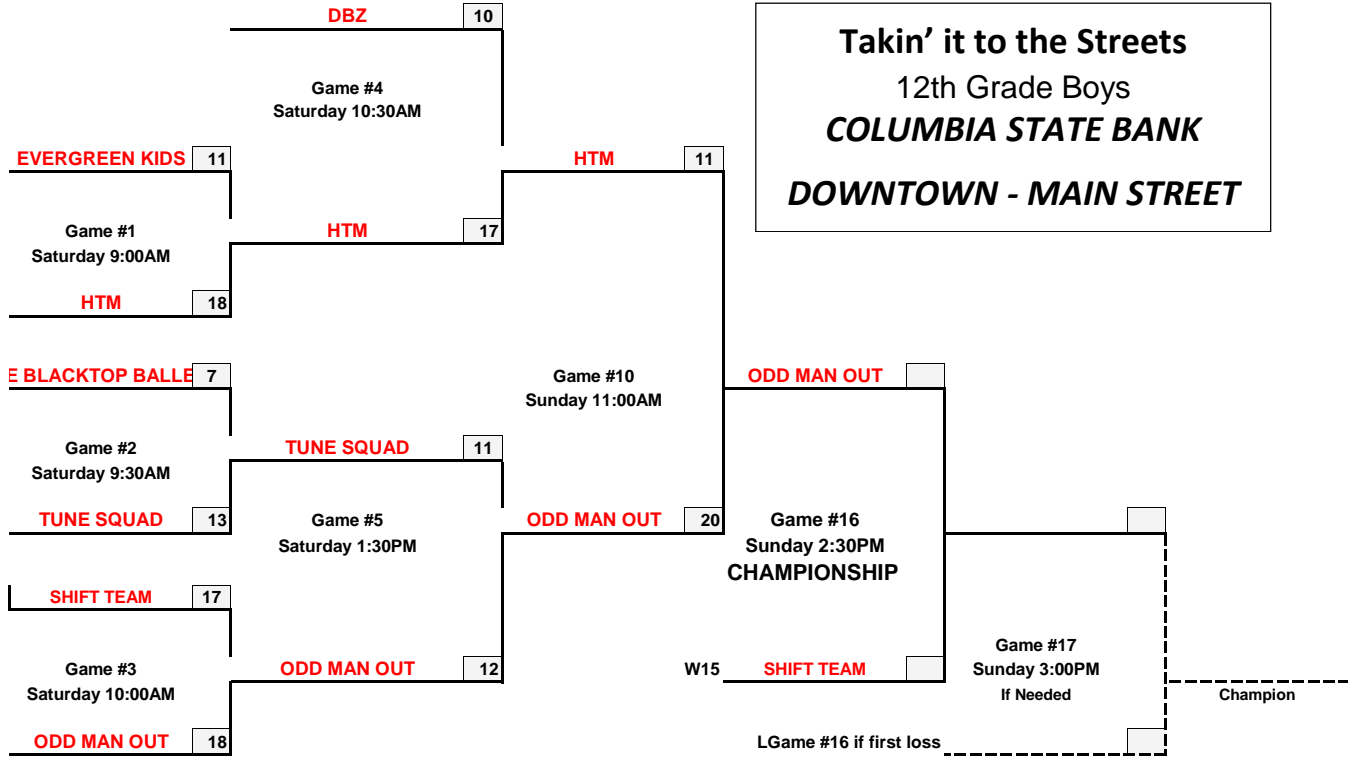 DBZ 10
Takin’ it to the Streets
12th Grade Boys
COLUMBIA STATE BANK
DOWNTOWN - MAIN STREET
Game #4
Saturday 10:30AM
EVERGREEN KIDS 11
HTM 11
Game #1
Saturday 9:00AM
HTM 17
HTM 18
E BLACKTOP BALLE 7
Game #10
Sunday 11:00AM
ODD MAN OUT
Game #2
Saturday 9:30AM
TUNE SQUAD 11
TUNE SQUAD 13
Game #5
Saturday 1:30PM
ODD MAN OUT 20
Game #16
Sunday 2:30PM
CHAMPIONSHIP
SHIFT TEAM 17
Game #3
Saturday 10:00AM
ODD MAN OUT 12
W15 SHIFT TEAM
Game #17
Sunday 3:00PM
If Needed
Champion
ODD MAN OUT 18
LGame #16 if first loss